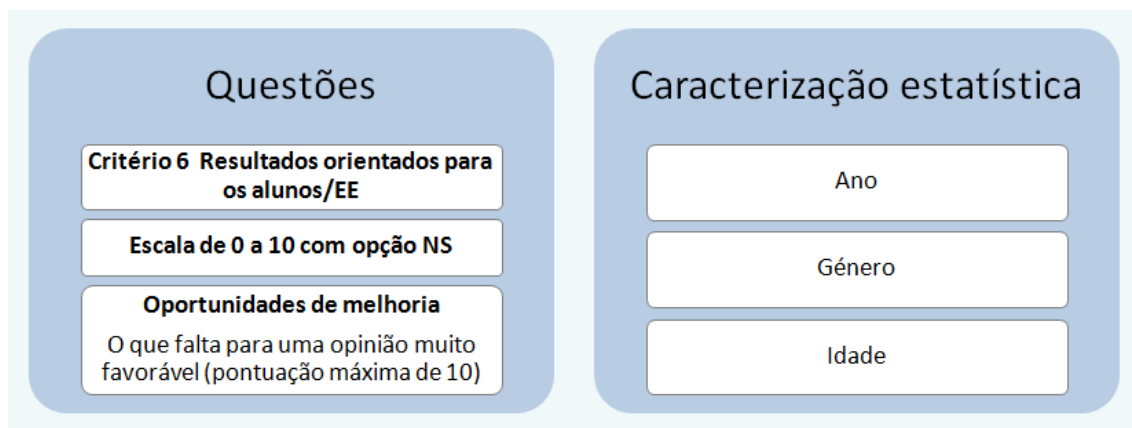 Questões
Critério 6  Resultados orientados para
os alunos/EE
Escala de 0 a 10 com opção NS
Oportunidades de melhoria
O que falta para uma opinião muito
favorável (pontuação máxima de 10)
Caracterização estatística
Ano
Género
Idade